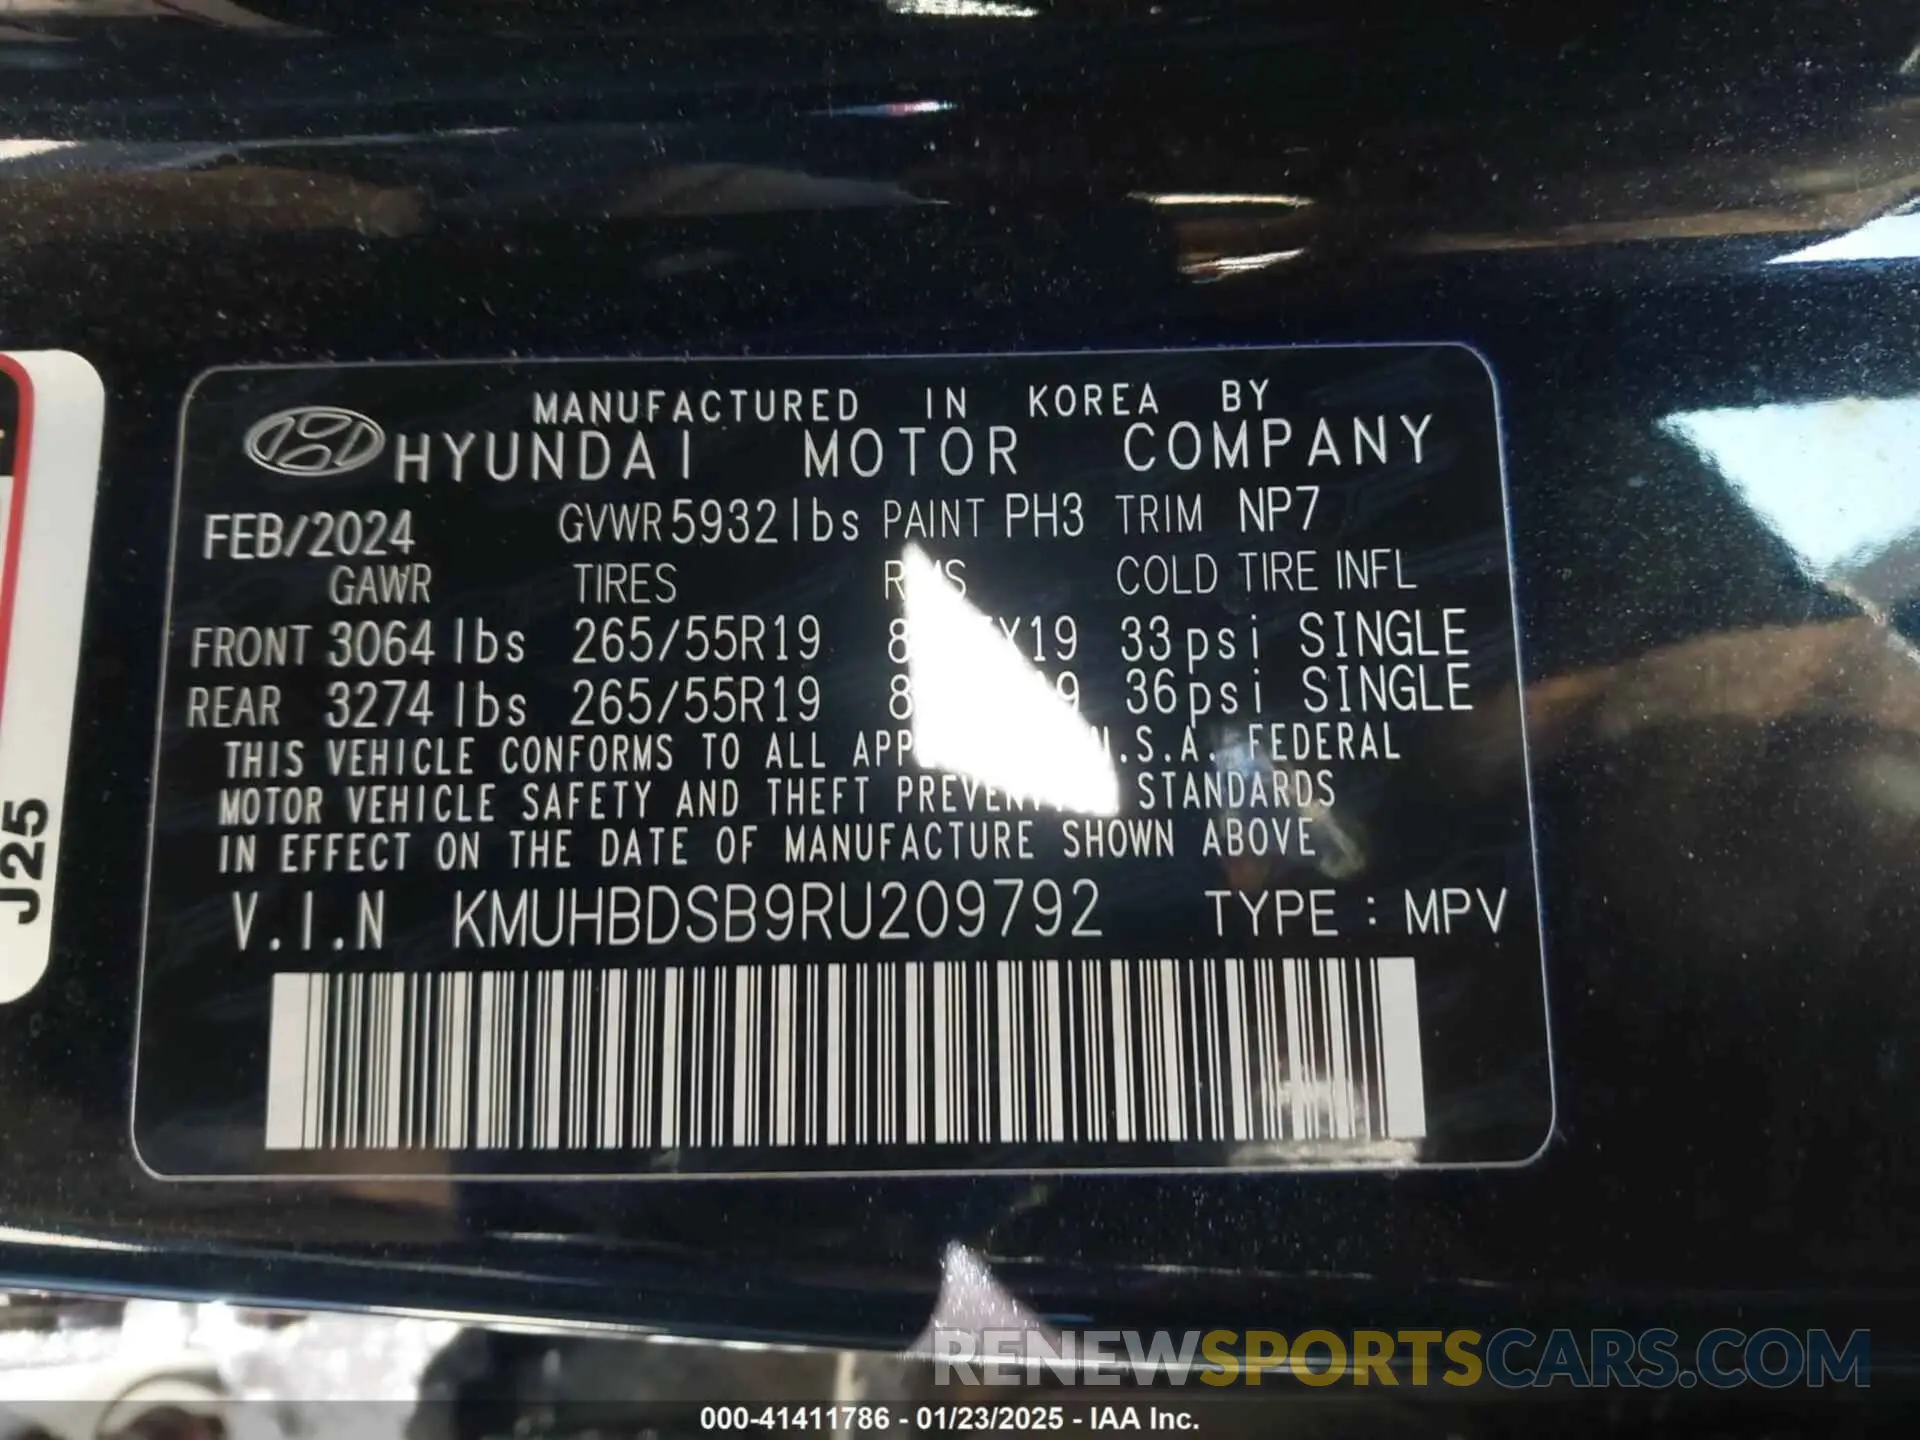 MANUFACTURED IN KOREA BY
HYUNDAI MOTOR COMPANY
FEB/2024 GVWR 5932 lbs PAINT PH3 TRIM NP7
GAWR TIRES COLD TIRE INFL
FRONT 3064 lbs 265/55R19 33 psi SINGLE
REAR 3274 lbs 265/55R19 36 psi SINGLE
THIS VEHICLE CONFORMS TO ALL FEDERAL
MOTOR VEHICLE SAFETY AND THEFT PREVENTION STANDARDS
IN EFFECT ON THE DATE OF MANUFACTURE SHOWN ABOVE
V.I.N KMUHBDSB9RU209792 TYPE : MPV
J25
RENEWSPORTSCARS.COM
000-41411786 - 01/23/2025 - IAA Inc.